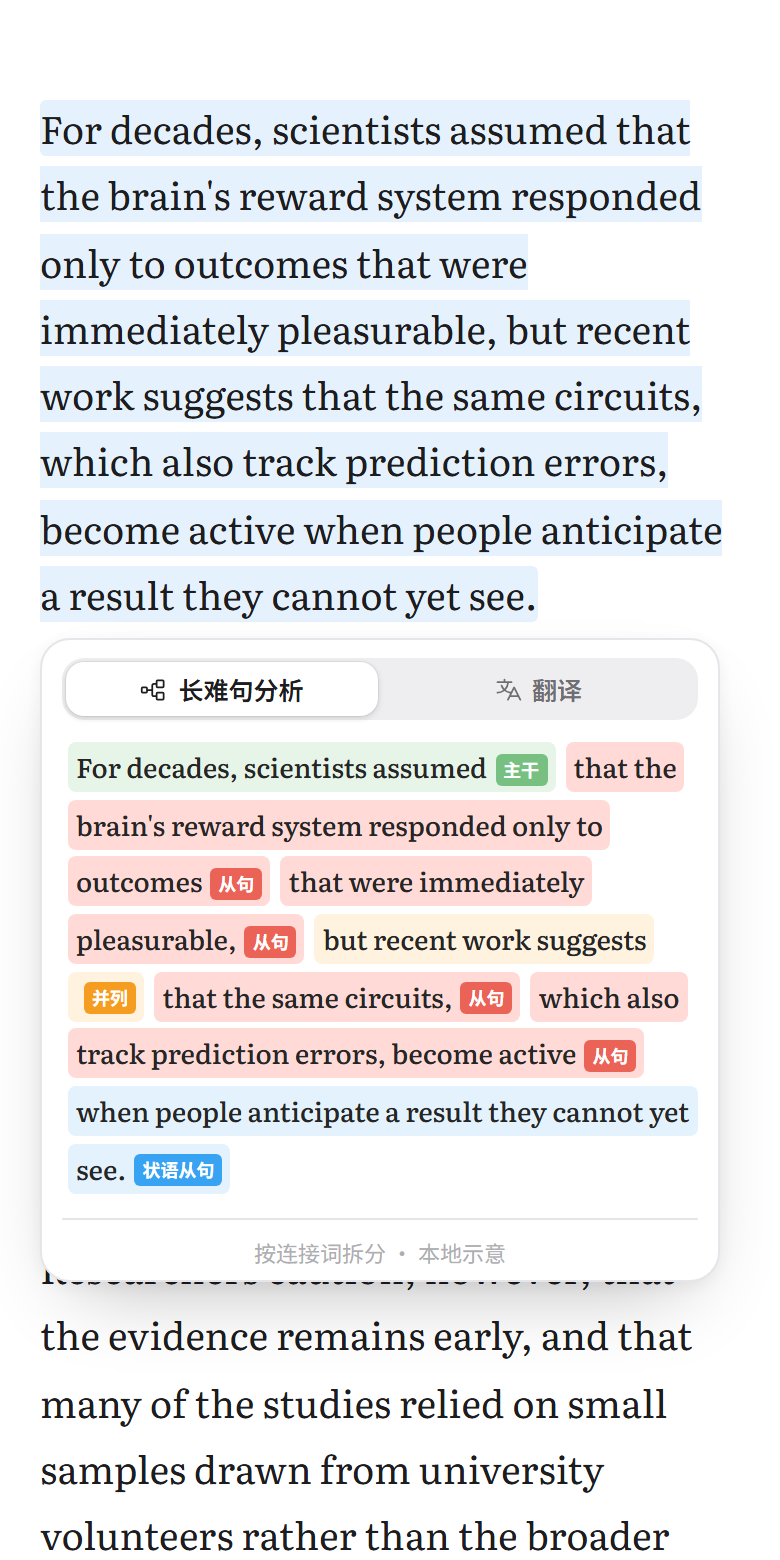 For decades, scientists assumed that
the brain's reward system responded
only to outcomes that were
immediately pleasurable, but recent
work suggests that the same circuits,
which also track prediction errors,
become active when people anticipate
a result they cannot yet see.
长难句分析 翻译
For decades, scientists assumed 主干 that the
brain's reward system responded only to
outcomes 从句 that were immediately
pleasurable, 从句 but recent work suggests
并列 that the same circuits, 从句 which also
track prediction errors, become active 从句
when people anticipate a result they cannot yet
see. 状语从句
按连接词拆分 • 本地示意
Researchers caution, however, that
the evidence remains early, and that
many of the studies relied on small
samples drawn from university
volunteers rather than the broader